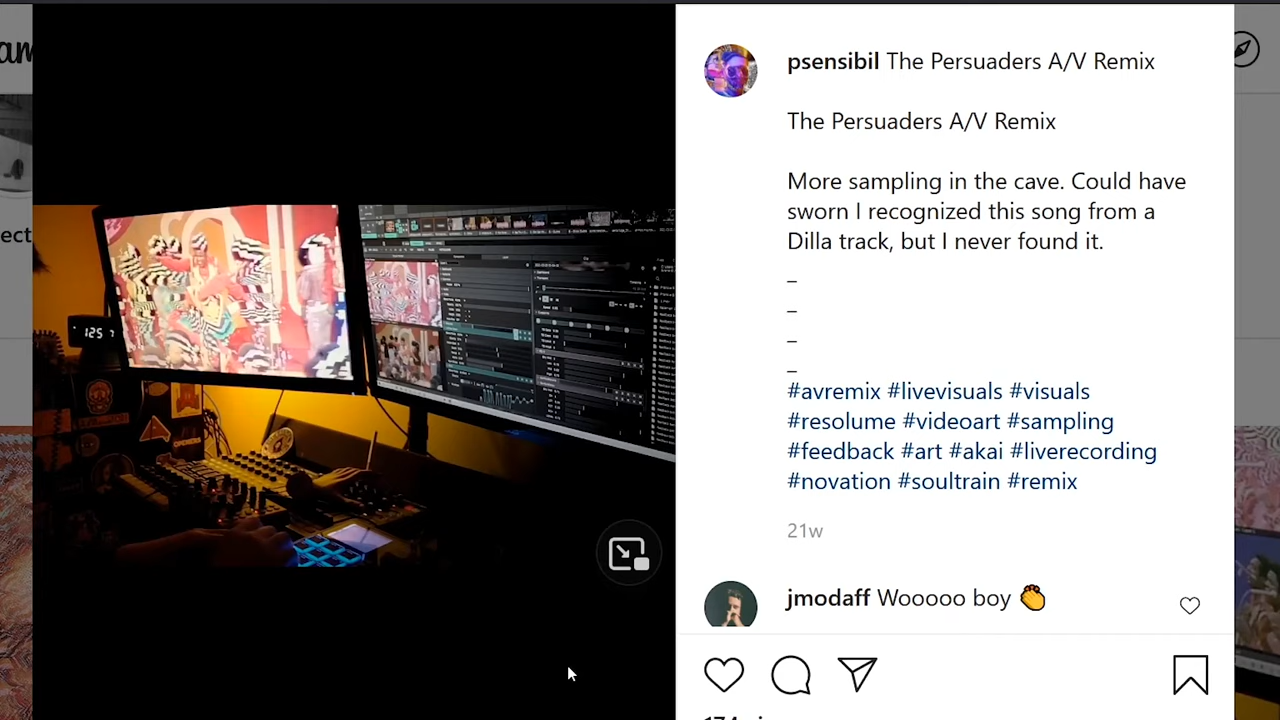 psensibil The Persuaders A/V Remix
The Persuaders A/V Remix
More sampling in the cave. Could have
sworn I recognized this song from a
Dilla track, but I never found it.
_
_
_
_
#avremix #livevisuals #visuals
#resolume #videoart #sampling
#feedback #art #akai #liverecording
#novation #soultrain #remix
21w
jmodaff Wooooo boy 👏
ect